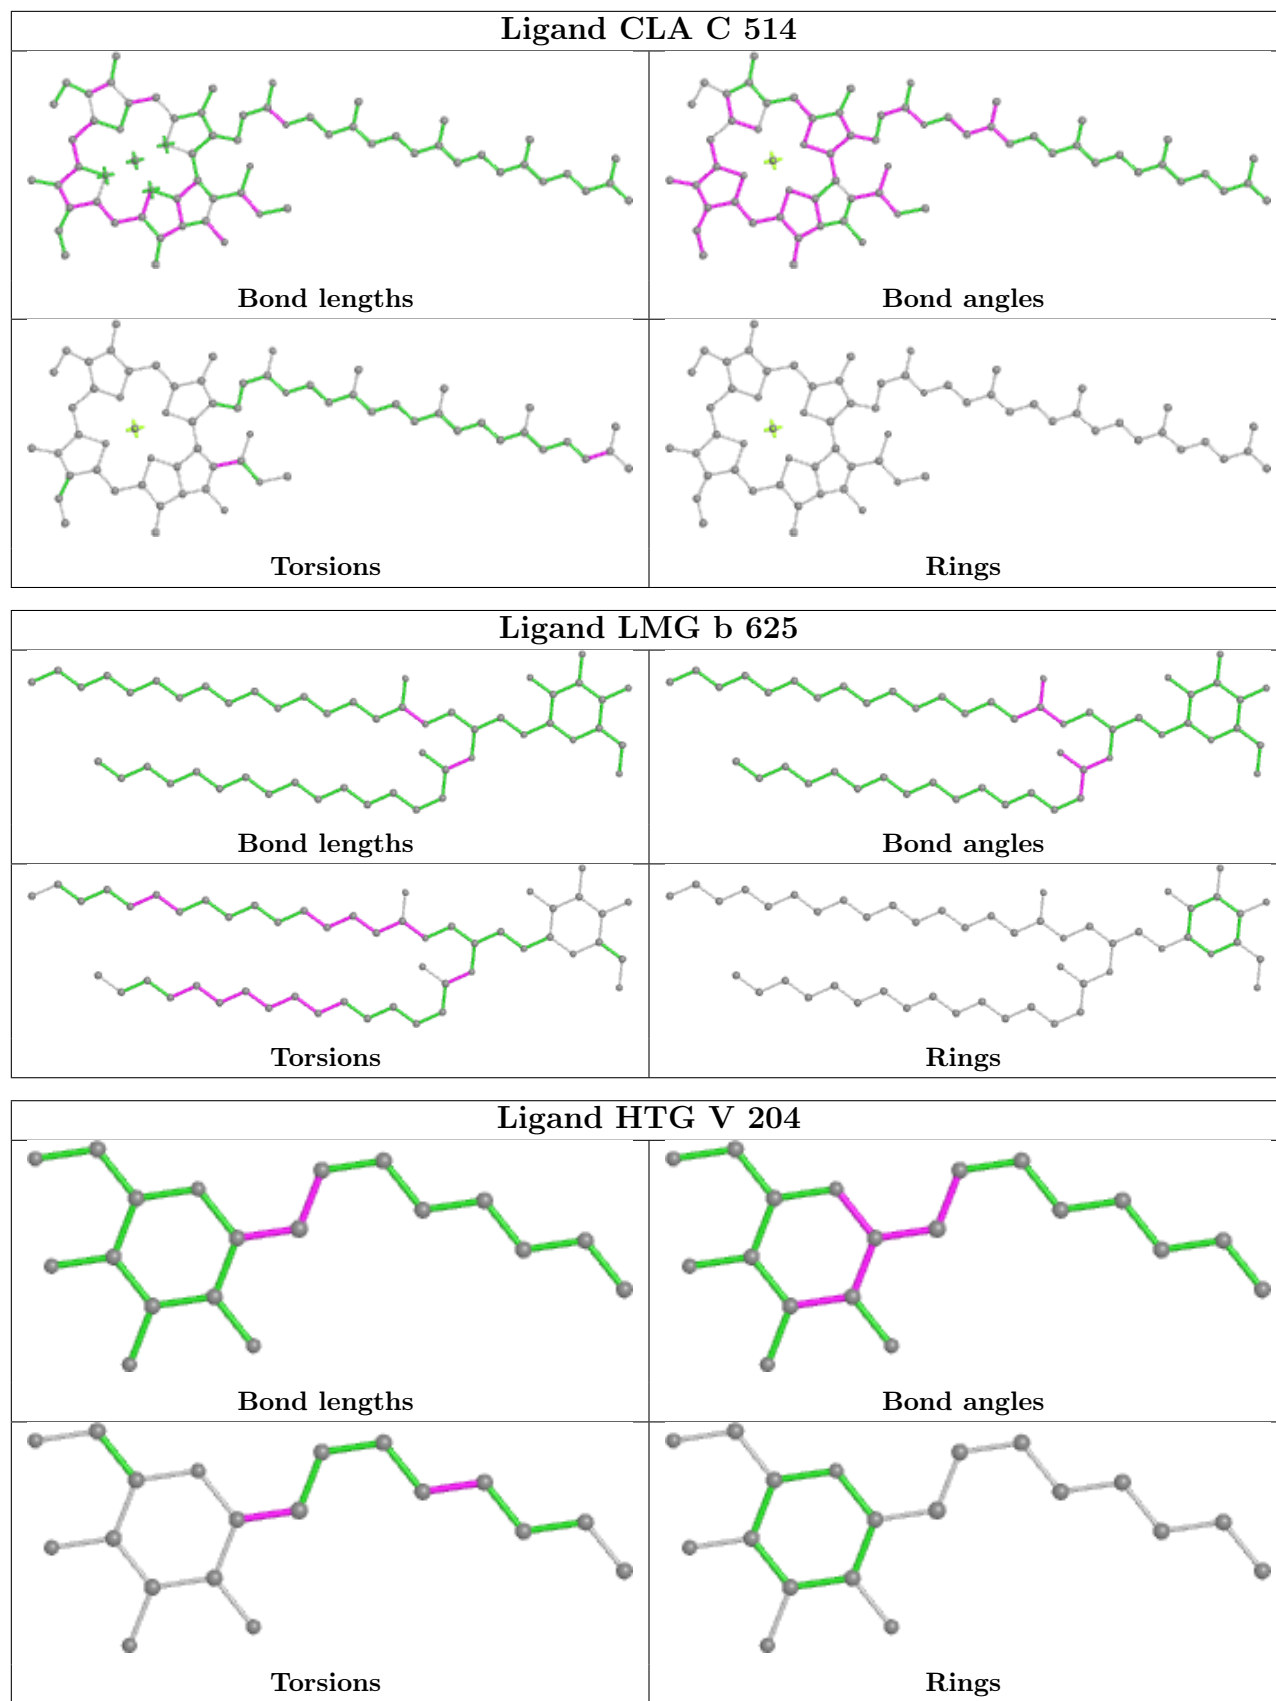 Ligand CLA C 514
Bond lengths
Bond angles
Torsions
Rings
Ligand LMG b 625
Bond lengths
Bond angles
Torsions
Rings
Ligand HTG V 204
Bond lengths
Bond angles
Torsions
Rings